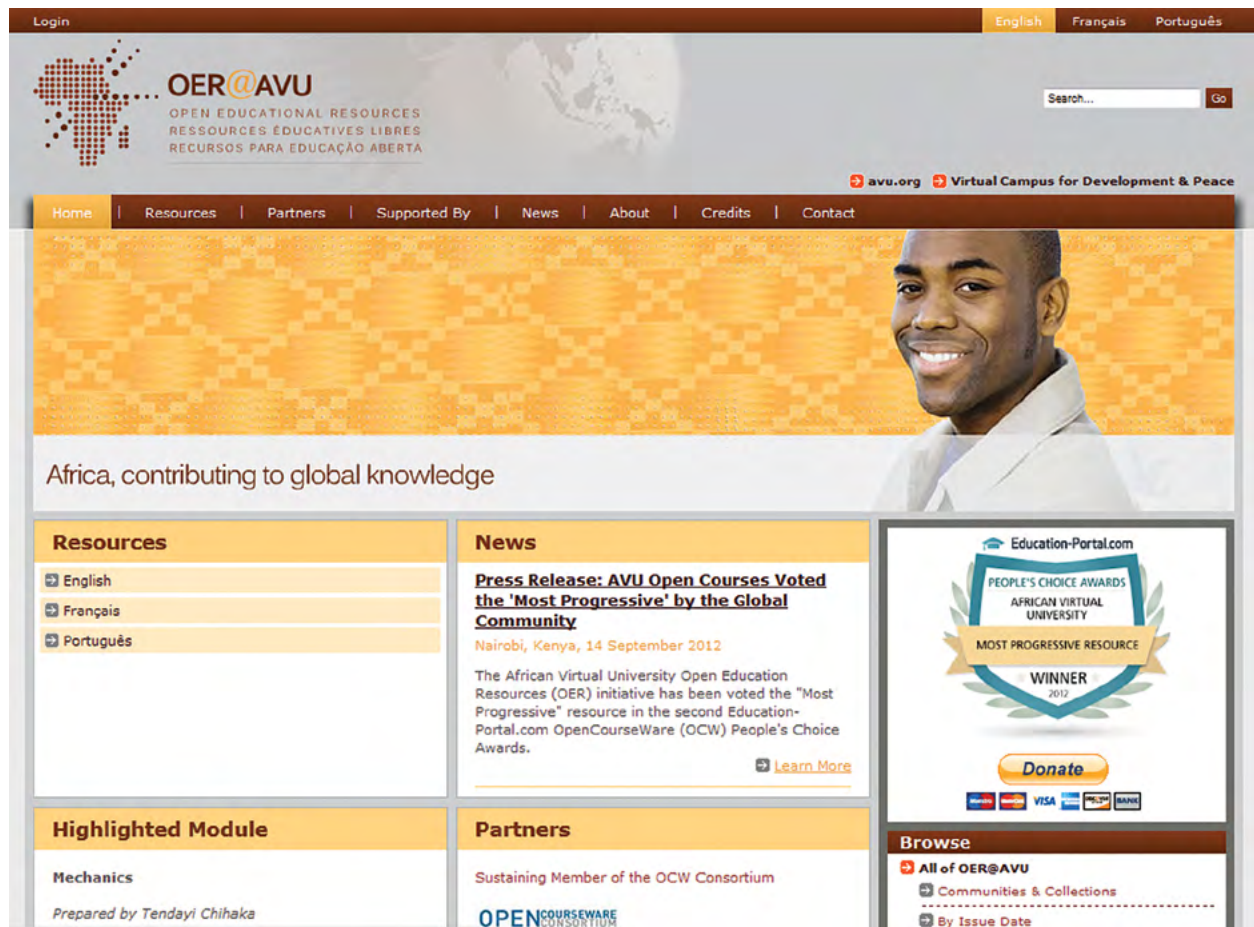 Login
English Français Português
OER@AVU
OPEN EDUCATIONAL RESOURCES
RESSOURCES ÉDUCATIVES LIBRES
RECURSOS PARA EDUCAÇÃO ABERTA
Search... Go
avu.org Virtual Campus for Development & Peace
Home | Resources | Partners | Supported By | News | About | Credits | Contact
Africa, contributing to global knowledge
Resources
English
Français
Português
News
Press Release: AVU Open Courses Voted
the 'Most Progressive' by the Global
Community
Nairobi, Kenya, 14 September 2012
The African Virtual University Open Education
Resources (OER) initiative has been voted the "Most
Progressive" resource in the second Education-
Portal.com OpenCourseWare (OCW) People's Choice
Awards.
Learn More
Education-Portal.com
PEOPLE'S CHOICE AWARDS
AFRICAN VIRTUAL
UNIVERSITY
MOST PROGRESSIVE RESOURCE
WINNER
2012
Donate
VISA BANK
Highlighted Module
Mechanics
Prepared by Tendayi Chihaka
Partners
Sustaining Member of the OCW Consortium
OPENCOURSEWARE
CONSORTIUM
Browse
All of OER@AVU
Communities & Collections
By Issue Date